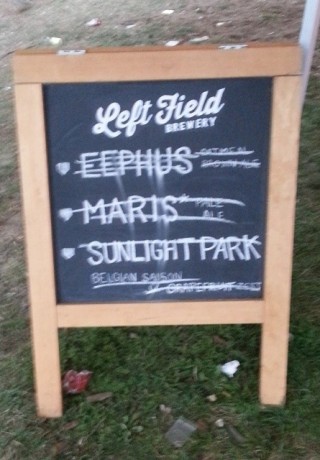 Left Field
BREWERY
EEPHUS OATMEAL
BROWN ALE
MARIS* PALE
ALE
SUNLIGHT PARK
BELGIAN SAISON
W/ GRAPEFRUIT ZEST